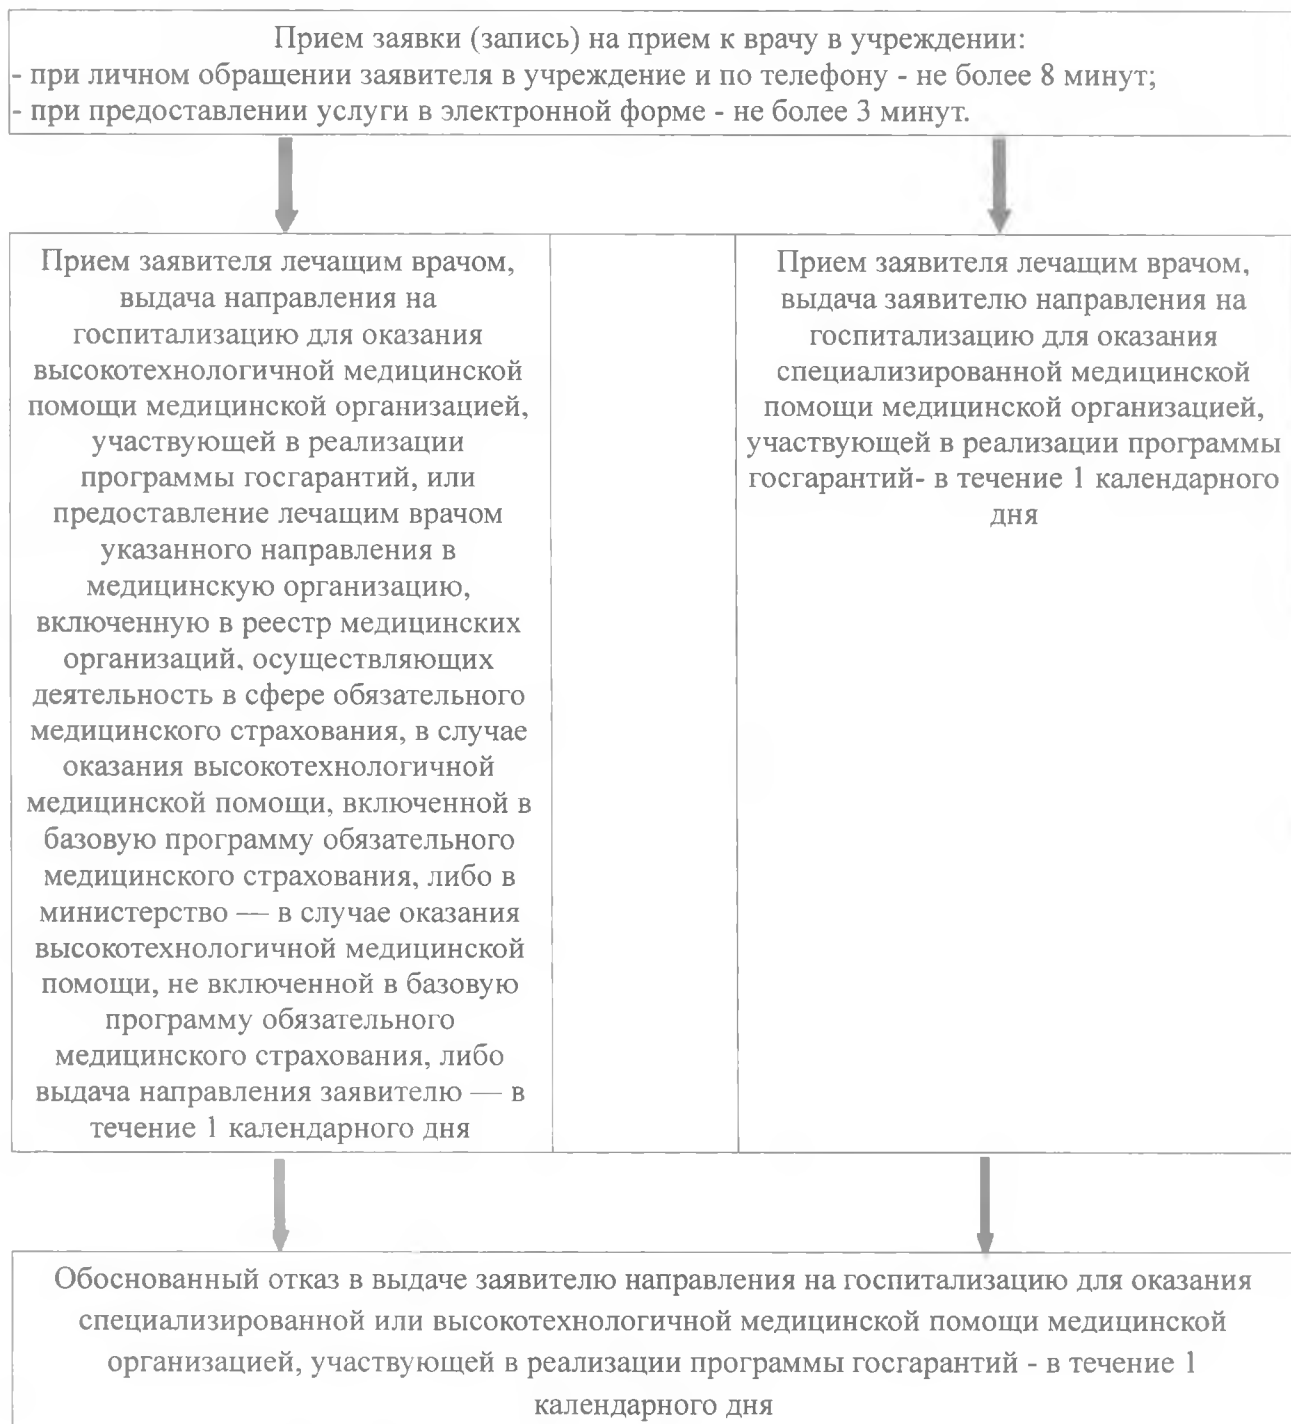 Прием заявки (запись) на прием к врачу в учреждении:
- при личном обращении заявителя в учреждение и по телефону - не более 8 минут;
- при предоставлении услуги в электронной форме - не более 3 минут.
Прием заявителя лечащим врачом,
выдача направления на
госпитализацию для оказания
высокотехнологичной медицинской
помощи медицинской организацией,
участвующей в реализации
программы госгарантий, или
предоставление лечащим врачом
указанного направления в
медицинскую организацию,
включенную в реестр медицинских
организаций, осуществляющих
деятельность в сфере обязательного
медицинского страхования, в случае
оказания высокотехнологичной
медицинской помощи, включенной в
базовую программу обязательного
медицинского страхования, либо в
министерство — в случае оказания
высокотехнологичной медицинской
помощи, не включенной в базовую
программу обязательного
медицинского страхования, либо
выдача направления заявителю — в
течение 1 календарного дня
Прием заявителя лечащим врачом,
выдача заявителю направления на
госпитализацию для оказания
специализированной медицинской
помощи медицинской организацией,
участвующей в реализации программы
госгарантий- в течение 1 календарного
дня
Обоснованный отказ в выдаче заявителю направления на госпитализацию для оказания
специализированной или высокотехнологичной медицинской помощи медицинской
организацией, участвующей в реализации программы госгарантий - в течение 1
календарного дня